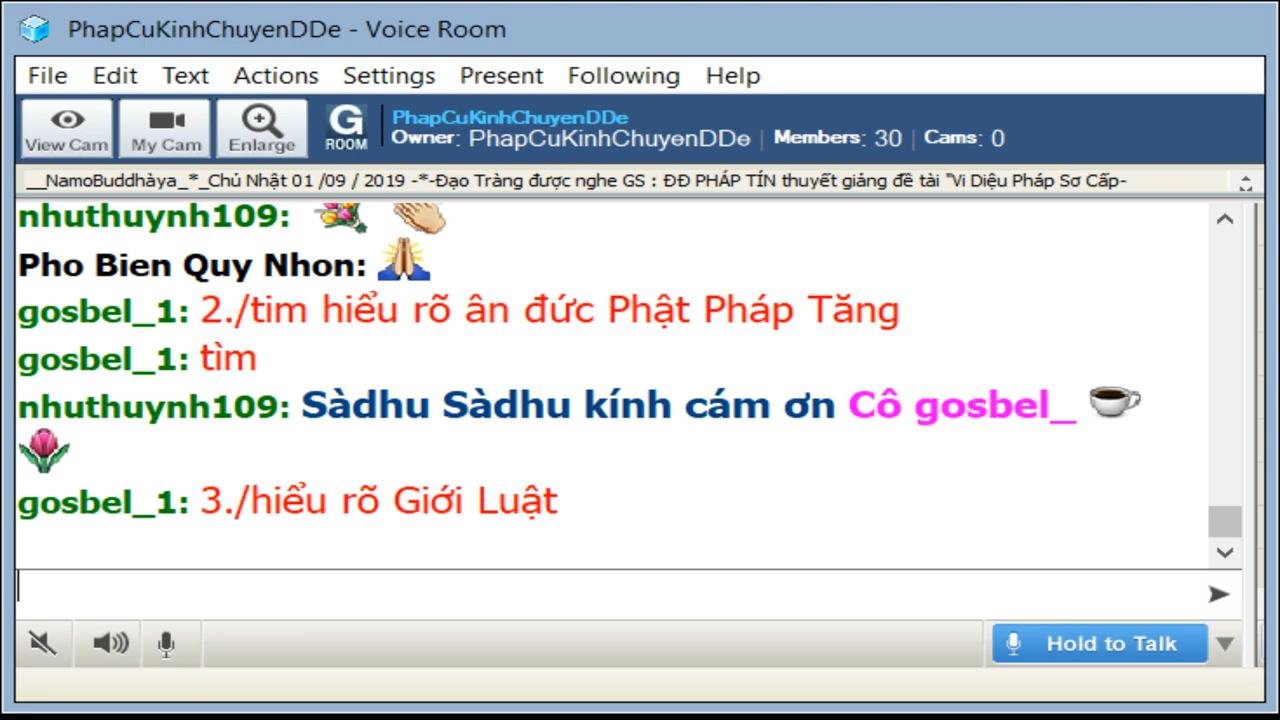 PhapCuKinhChuyenDDe - Voice Room
File Edit Text Actions Settings Present Following Help
View Cam My Cam Enlarge G ROOM
PhapCuKinhChuyenDDe
Owner: PhapCuKinhChuyenDDe | Members: 30 | Cams: 0
__NamoBuddhàya_*_Chủ Nhật 01 /09 / 2019 -*-Đạo Tràng được nghe GS : ĐĐ PHÁP TÍN thuyết giảng đề tài "Vi Diệu Pháp Sơ Cấp-
nhuthuynh109:
Pho Bien Quy Nhon:
gosbel_1: 2./tim hiểu rõ ân đức Phật Pháp Tăng
gosbel_1: tìm
nhuthuynh109: Sàdhu Sàdhu kính cám ơn Cô gosbel_
gosbel_1: 3./hiểu rõ Giới Luật
Hold to Talk